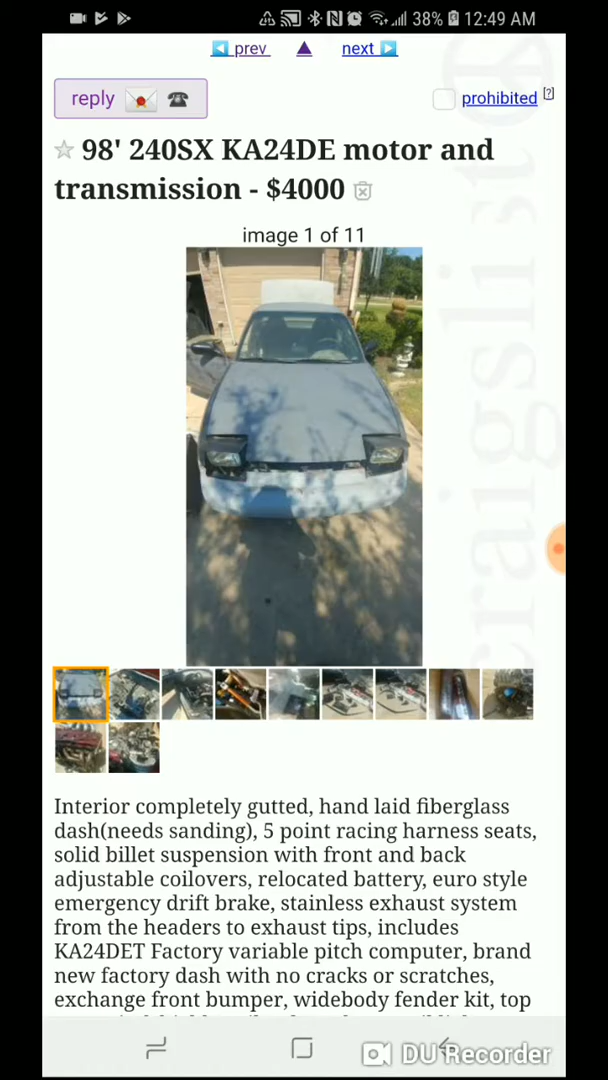 38% 12:49 AM
prev next
reply prohibited [?]
98' 240SX KA24DE motor and
transmission - $4000
image 1 of 11
craigslist
Interior completely gutted, hand laid fiberglass
dash(needs sanding), 5 point racing harness seats,
solid billet suspension with front and back
adjustable coilovers, relocated battery, euro style
emergency drift brake, stainless exhaust system
from the headers to exhaust tips, includes
KA24DET Factory variable pitch computer, brand
new factory dash with no cracks or scratches,
exchange front bumper, widebody fender kit, top
DU Recorder